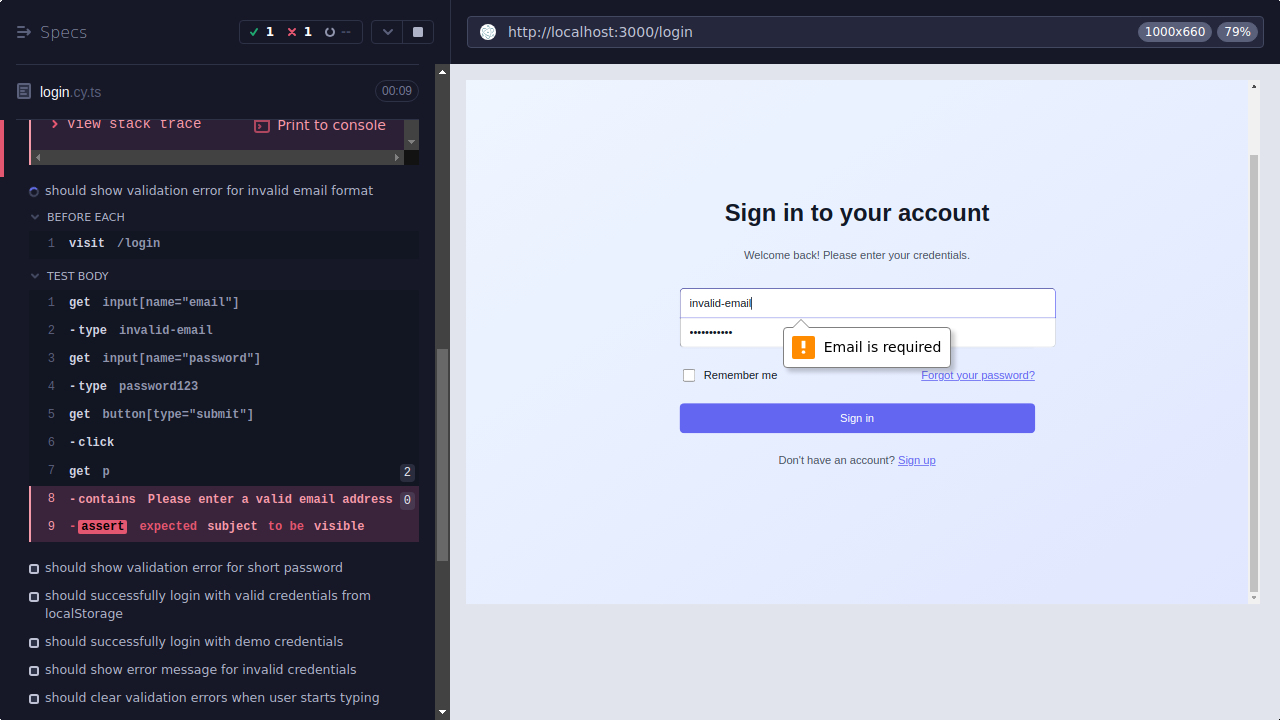 Specs
1
1
--
http://localhost:3000/login
1000x660
79%
login.cy.ts
00:09
View stack trace
Print to console
should show validation error for invalid email format
BEFORE EACH
1 visit /login
TEST BODY
1 get input[name="email"]
2 -type invalid-email
3 get input[name="password"]
4 -type password123
5 get button[type="submit"]
6 -click
7 get p 2
8 -contains Please enter a valid email address 0
9 -assert expected subject to be visible
should show validation error for short password
should successfully login with valid credentials from
localStorage
should successfully login with demo credentials
should show error message for invalid credentials
should clear validation errors when user starts typing
Sign in to your account
Welcome back! Please enter your credentials.
invalid-email
•••••••••••
Email is required
Remember me
Forgot your password?
Sign in
Don't have an account? Sign up